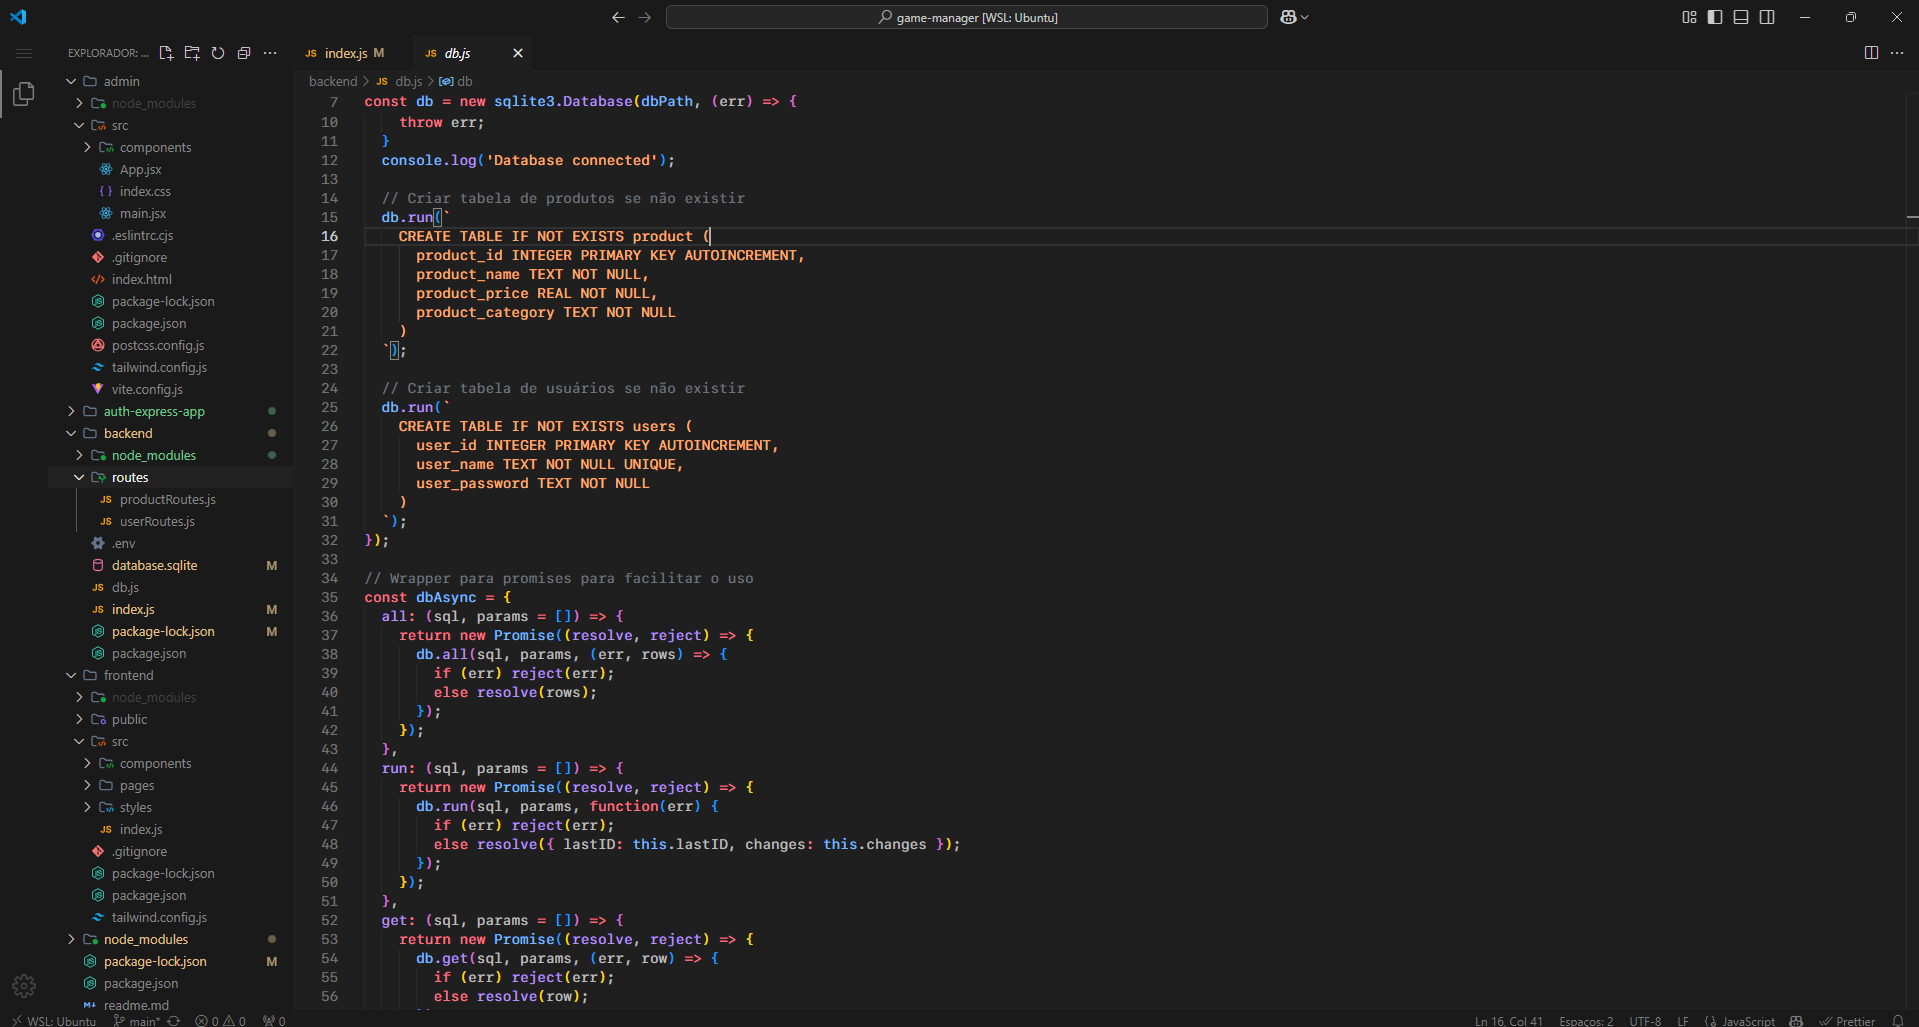 game-manager [WSL: Ubuntu]
EXPLORADOR: ...
JS index.js M
JS db.js
backend > JS db.js > db
admin
node_modules
src
components
App.jsx
index.css
main.jsx
.eslintrc.cjs
.gitignore
index.html
package-lock.json
package.json
postcss.config.js
tailwind.config.js
vite.config.js
auth-express-app
backend
node_modules
routes
JS productRoutes.js
JS userRoutes.js
.env
database.sqlite M
JS db.js
JS index.js M
package-lock.json M
package.json
frontend
node_modules
public
src
components
pages
styles
JS index.js
.gitignore
package-lock.json
package.json
tailwind.config.js
node_modules
package-lock.json M
package.json
readme.md
7 const db = new sqlite3.Database(dbPath, (err) => {
10     throw err;
11   }
12   console.log('Database connected');
13
14   // Criar tabela de produtos se não existir
15   db.run(`
16     CREATE TABLE IF NOT EXISTS product (
17       product_id INTEGER PRIMARY KEY AUTOINCREMENT,
18       product_name TEXT NOT NULL,
19       product_price REAL NOT NULL,
20       product_category TEXT NOT NULL
21     )
22   `);
23
24   // Criar tabela de usuários se não existir
25   db.run(`
26     CREATE TABLE IF NOT EXISTS users (
27       user_id INTEGER PRIMARY KEY AUTOINCREMENT,
28       user_name TEXT NOT NULL UNIQUE,
29       user_password TEXT NOT NULL
30     )
31   `);
32 });
33
34 // Wrapper para promises para facilitar o uso
35 const dbAsync = {
36   all: (sql, params = []) => {
37     return new Promise((resolve, reject) => {
38       db.all(sql, params, (err, rows) => {
39         if (err) reject(err);
40         else resolve(rows);
41       });
42     });
43   },
44   run: (sql, params = []) => {
45     return new Promise((resolve, reject) => {
46       db.run(sql, params, function(err) {
47         if (err) reject(err);
48         else resolve({ lastID: this.lastID, changes: this.changes });
49       });
50     });
51   },
52   get: (sql, params = []) => {
53     return new Promise((resolve, reject) => {
54       db.get(sql, params, (err, row) => {
55         if (err) reject(err);
56         else resolve(row);
WSL: Ubuntu main* 0 0 0 Ln 16, Col 41 Espaços: 2 UTF-8 LF {} JavaScript Prettier